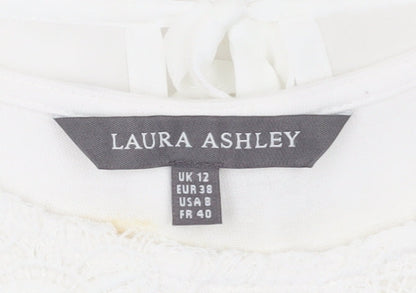 LAURA ASHLEY
UK 12
EUR 38
USA 8
FR 40